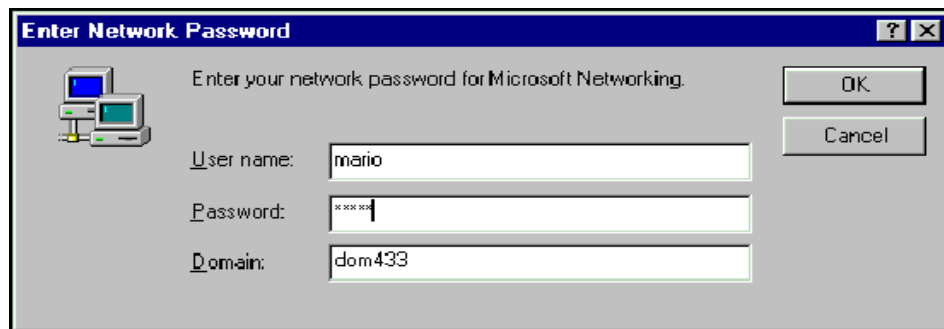 Enter Network Password
Enter your network password for Microsoft Networking.
OK
Cancel
User name: mario
Password: *****
Domain: dom433